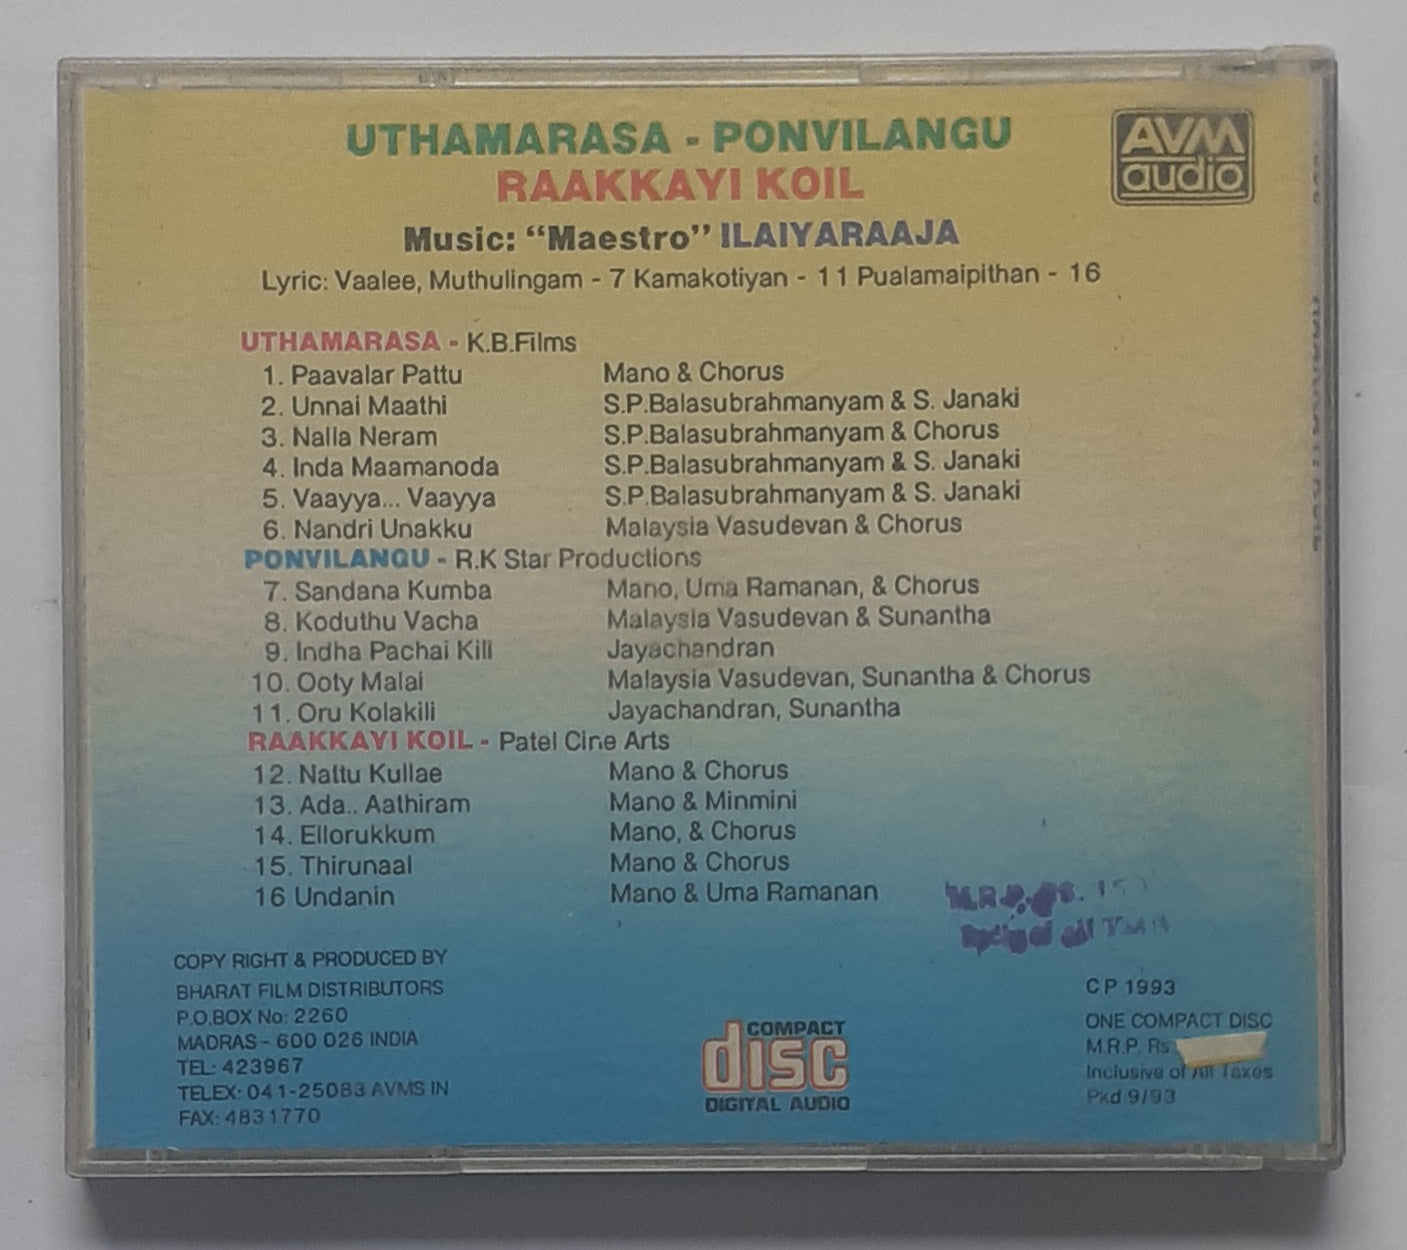 UTHAMARASA - PONVILANGU
RAAKKAYI KOIL
AVM
audio
Music: "Maestro" ILAIYARAAJA
Lyric: Vaalee, Muthulingam - 7 Kamakotiyan - 11 Pualamaipithan - 16
UTHAMARASA - K.B.Films
1. Paavalar Pattu Mano & Chorus
2. Unnai Maathi S.P.Balasubrahmanyam & S. Janaki
3. Nalla Neram S.P.Balasubrahmanyam & Chorus
4. Inda Maamanoda S.P.Balasubrahmanyam & S. Janaki
5. Vaayya... Vaayya S.P.Balasubrahmanyam & S. Janaki
6. Nandri Unakku Malaysia Vasudevan & Chorus
PONVILANGU - R.K Star Productions
7. Sandana Kumba Mano, Uma Ramanan, & Chorus
8. Koduthu Vacha Malaysia Vasudevan & Sunantha
9. Indha Pachai Kili Jayachandran
10. Ooty Malai Malaysia Vasudevan, Sunantha & Chorus
11. Oru Kolakili Jayachandran, Sunantha
RAAKKAYI KOIL - Patel Cine Arts
12. Nattu Kullae Mano & Chorus
13. Ada.. Aathiram Mano & Minmini
14. Ellorukkum Mano, & Chorus
15. Thirunaal Mano & Chorus
16 Undanin Mano & Uma Ramanan
COPY RIGHT & PRODUCED BY
BHARAT FILM DISTRIBUTORS
P.O.BOX No: 2260
MADRAS - 600 026 INDIA
TEL: 423967
TELEX: 041-25083 AVMS IN
FAX: 4831770
COMPACT
disc
DIGITAL AUDIO
C P 1993
ONE COMPACT DISC
M.R.P. Rs.
Inclusive of All Taxes
Pkd 9/93